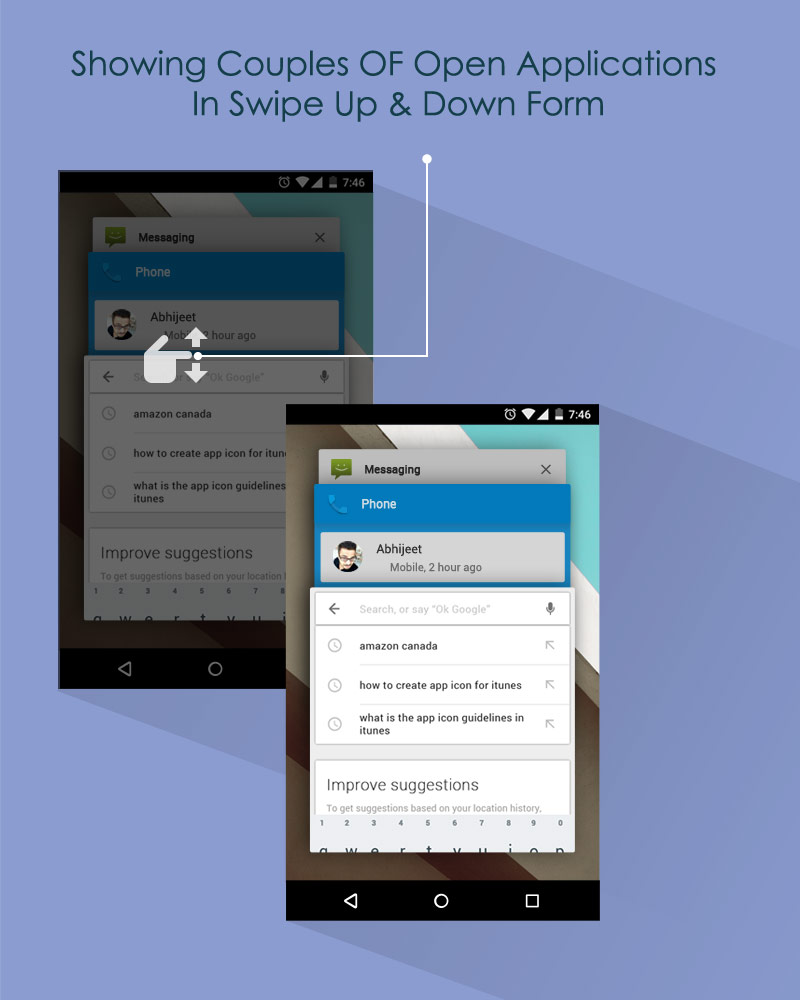 Showing Couples OF Open Applications
In Swipe Up & Down Form
7:46
Messaging
Phone
Abhijeet
Mobile, 2 hour ago
Search, or say "Ok Google"
amazon canada
how to create app icon for itunes
what is the app icon guidelines
itunes
Improve suggestions
To get suggestions based on your location
1 2 3 4 5 6 7 8
q w e r t y u i
7:46
Messaging
Phone
Abhijeet
Mobile, 2 hour ago
Search, or say "Ok Google"
amazon canada
how to create app icon for itunes
what is the app icon guidelines in
itunes
Improve suggestions
To get suggestions based on your location history,
1 2 3 4 5 6 7 8 9 0
q w e r t y u i o p